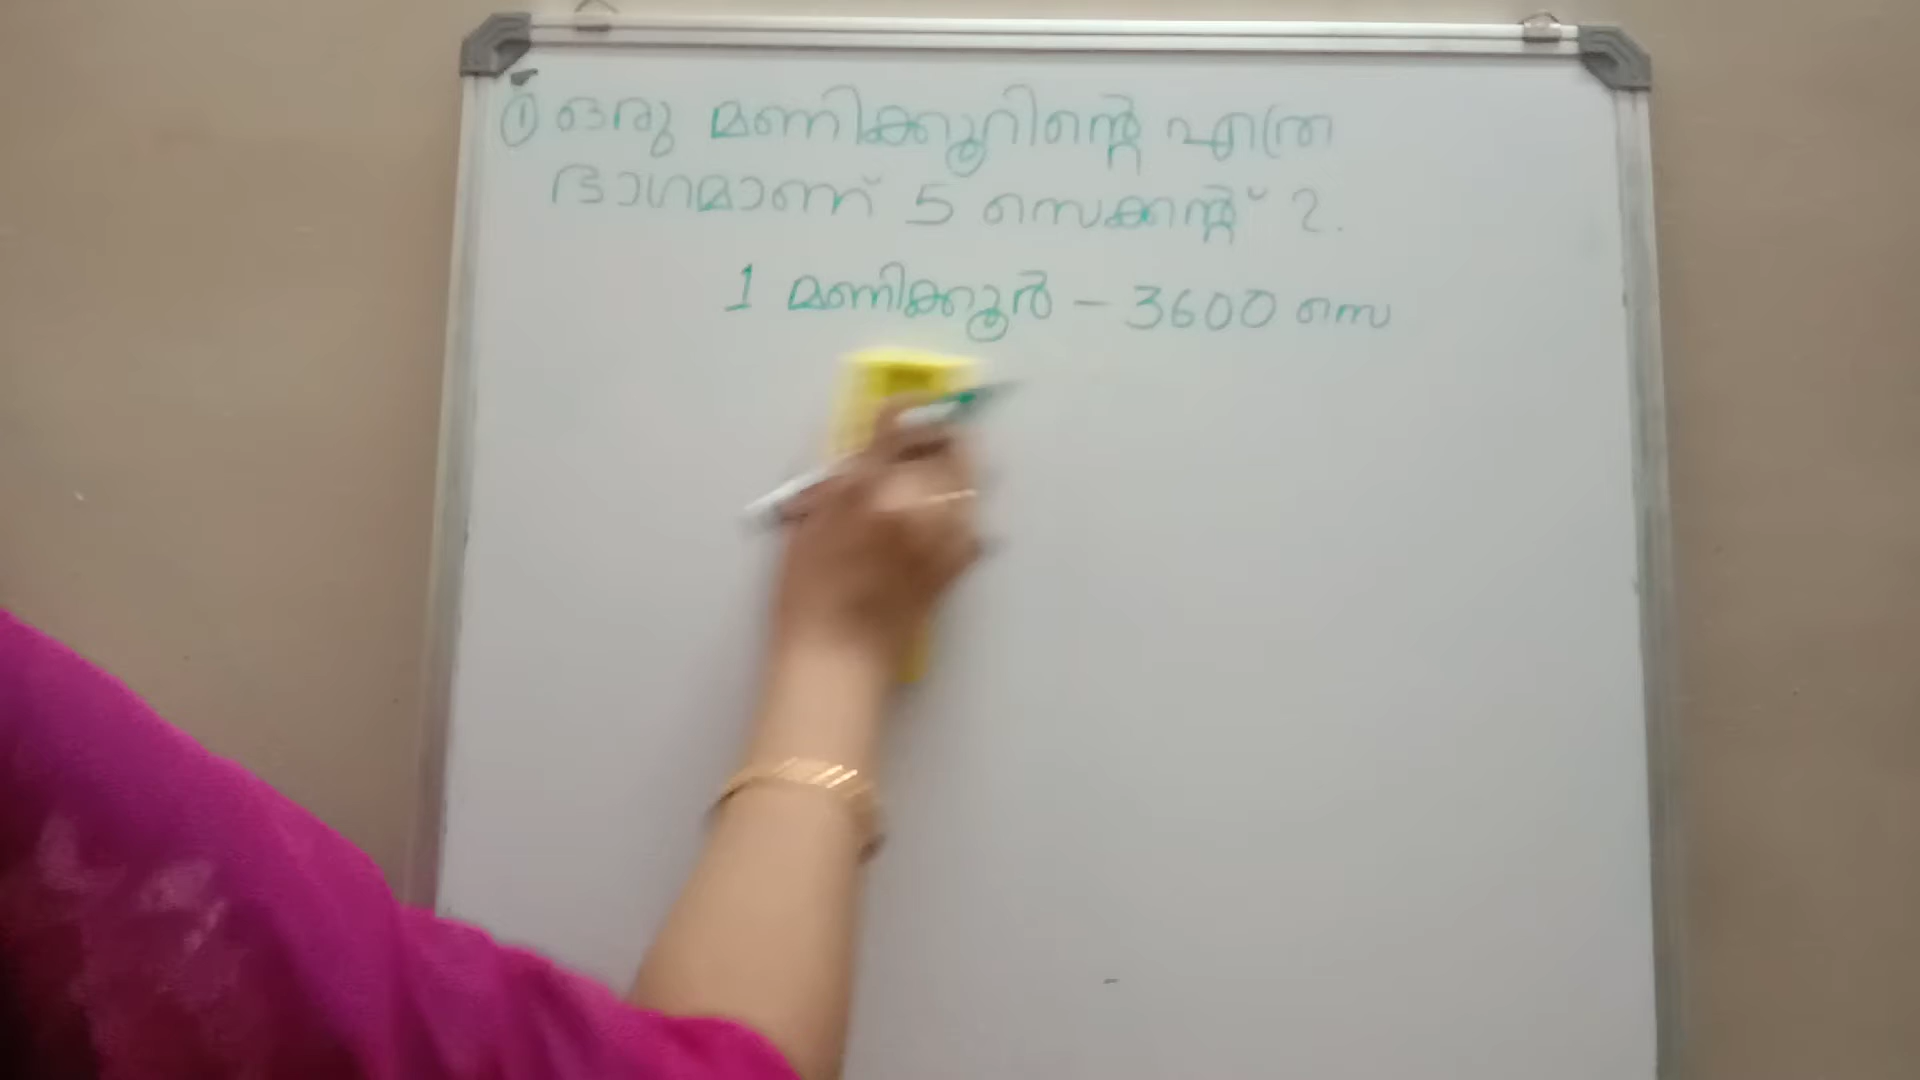 ① ഒരു മണിക്കൂറിന്റെ എത്ര
ഭാഗമാണ് 5 സെക്കന്റ് ?.
1 മണിക്കൂർ – 3600 സെ